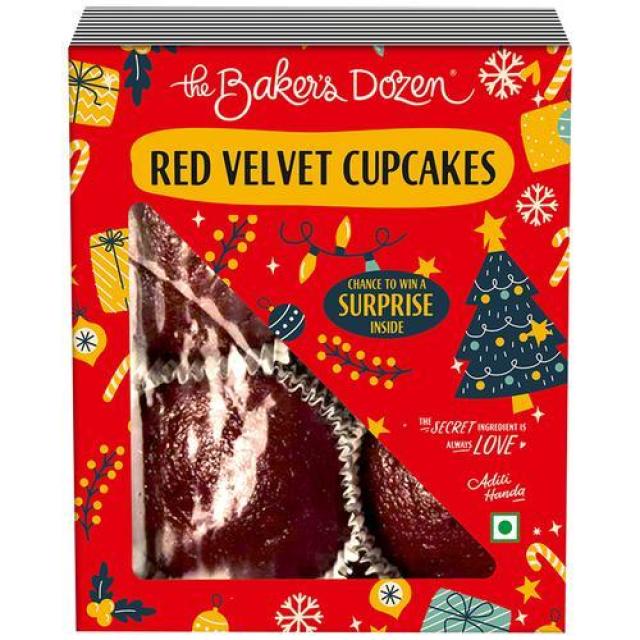 the Baker's Dozen®
RED VELVET CUPCAKES
CHANCE TO WIN A
SURPRISE
INSIDE
THE SECRET INGREDIENT IS
ALWAYS LOVE
Aditi
Handa